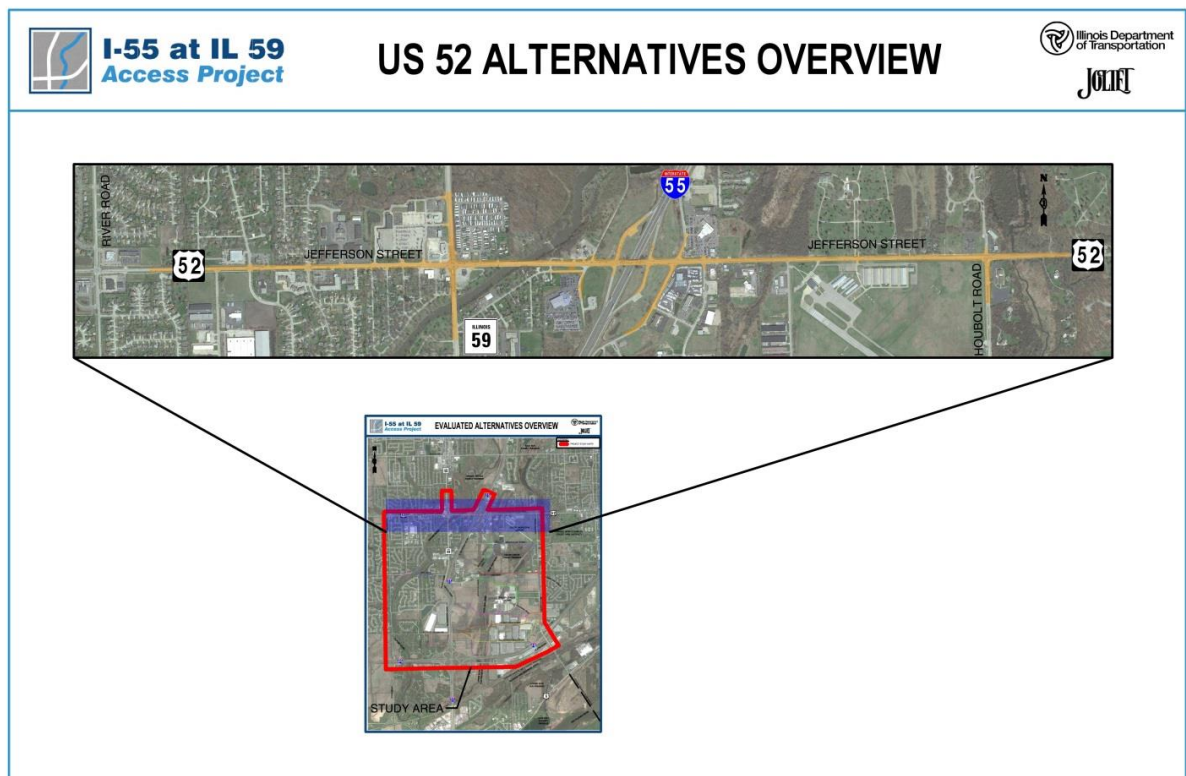 I-55 at IL 59
Access Project
US 52 ALTERNATIVES OVERVIEW
Illinois Department
of Transportation
JOLIET
RIVER ROAD
INTERSTATE
55
N
JEFFERSON STREET
JEFFERSON STREET
52
52
HOUBOLT ROAD
ILLINOIS
59
I-55 at IL 59
Access Project
EVALUATED ALTERNATIVES OVERVIEW
JOLIET
STUDY AREA